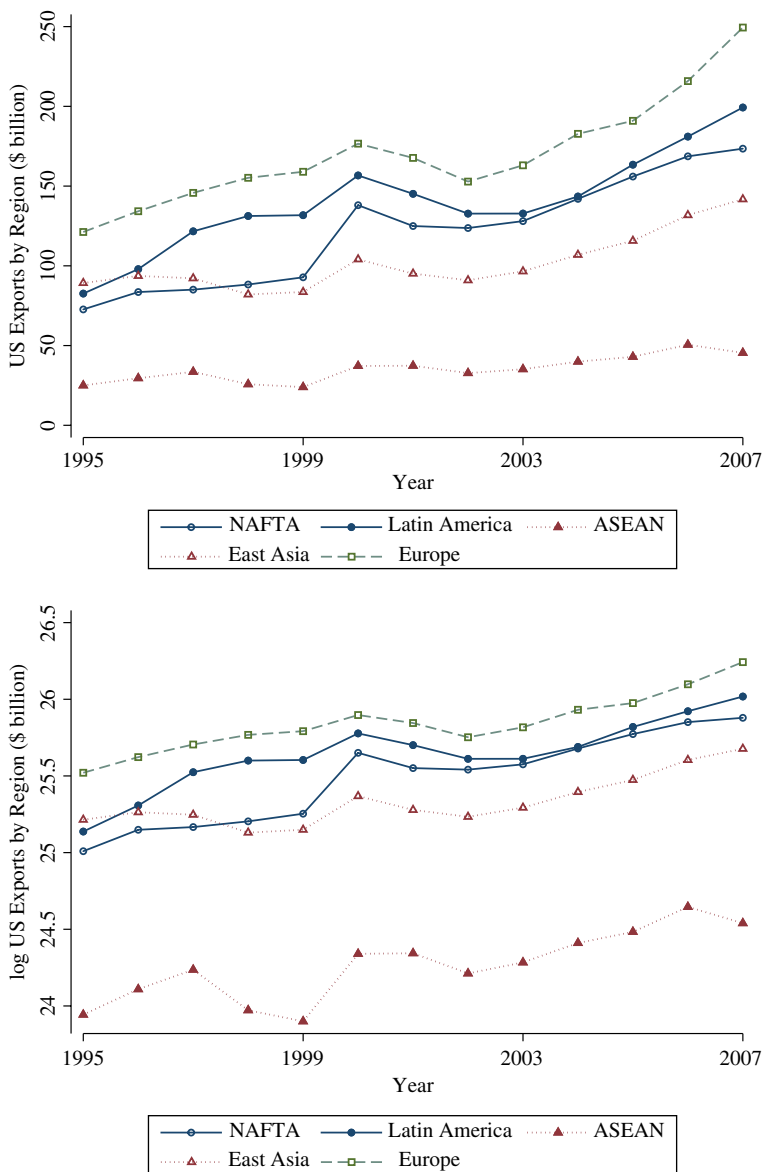 US Exports by Region ($ billion)
250
200
150
100
50
0
1995 1999 2003 2007
Year
NAFTA Latin America ASEAN
East Asia Europe
log US Exports by Region ($ billion)
26.5
26
25.5
25
24.5
24
1995 1999 2003 2007
Year
NAFTA Latin America ASEAN
East Asia Europe